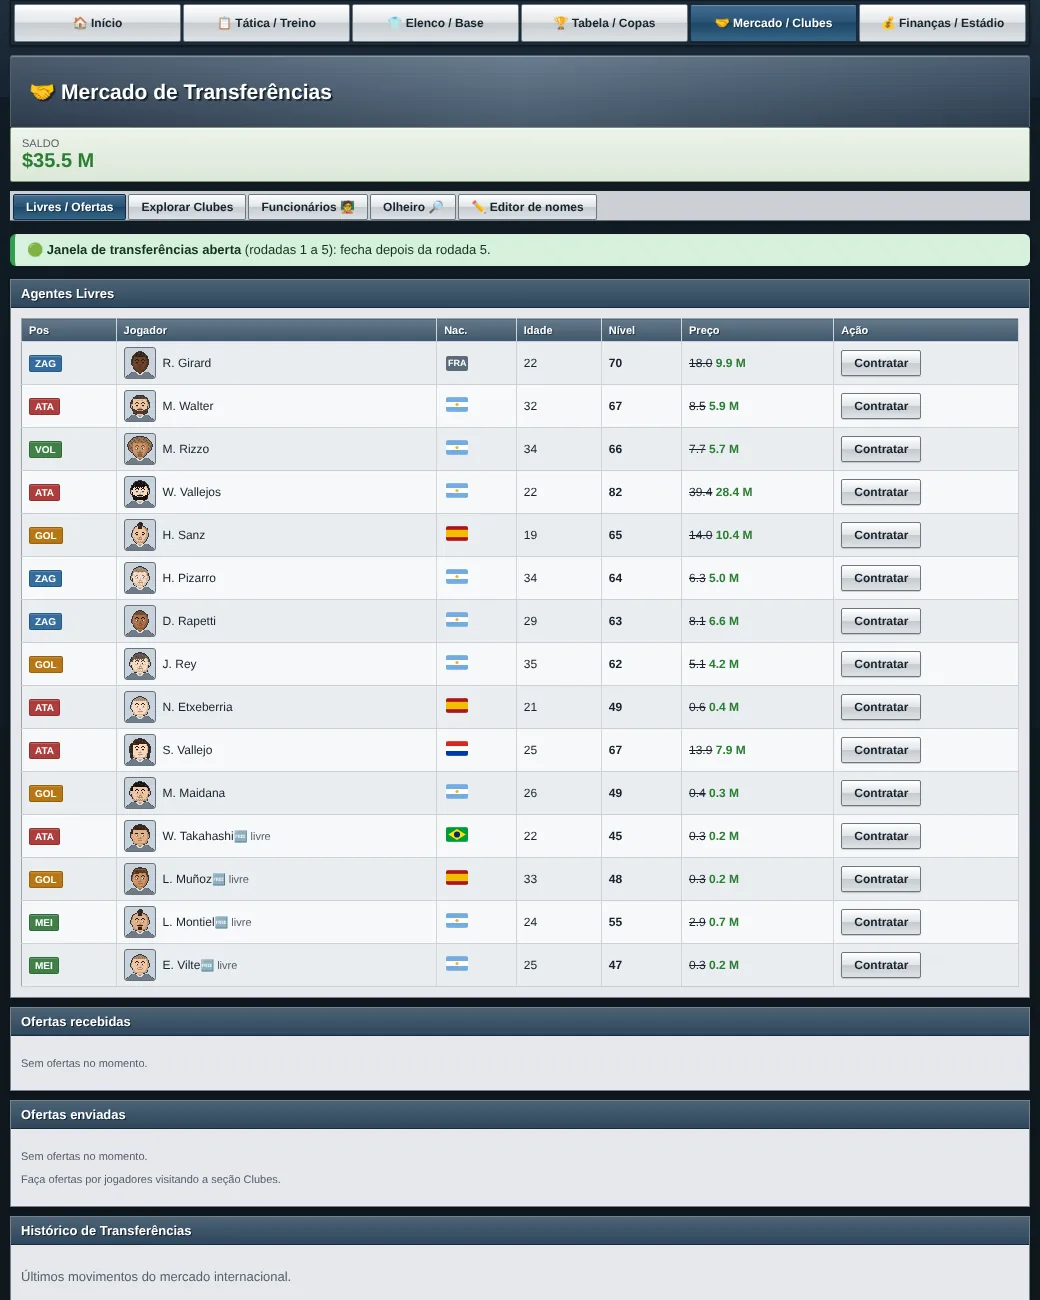 Início
Tática / Treino
Elenco / Base
Tabela / Copas
Mercado / Clubes
Finanças / Estádio
Mercado de Transferências
SALDO
$35.5 M
Livres / Ofertas
Explorar Clubes
Funcionários
Olheiro
Editor de nomes
Janela de transferências aberta (rodadas 1 a 5): fecha depois da rodada 5.
Agentes Livres
Pos Jogador Nac. Idade Nível Preço Ação
ZAG R. Girard FRA 22 70 18.0 9.9 M Contratar
ATA M. Walter 32 67 8.5 5.9 M Contratar
VOL M. Rizzo 34 66 7.7 5.7 M Contratar
ATA W. Vallejos 22 82 39.4 28.4 M Contratar
GOL H. Sanz 19 65 14.0 10.4 M Contratar
ZAG H. Pizarro 34 64 6.3 5.0 M Contratar
ZAG D. Rapetti 29 63 8.1 6.6 M Contratar
GOL J. Rey 35 62 5.1 4.2 M Contratar
ATA N. Etxeberria 21 49 0.6 0.4 M Contratar
ATA S. Vallejo 25 67 13.9 7.9 M Contratar
GOL M. Maidana 26 49 0.4 0.3 M Contratar
ATA W. Takahashi livre 22 45 0.3 0.2 M Contratar
GOL L. Muñoz livre 33 48 0.3 0.2 M Contratar
MEI L. Montiel livre 24 55 2.9 0.7 M Contratar
MEI E. Vilte livre 25 47 0.3 0.2 M Contratar
Ofertas recebidas
Sem ofertas no momento.
Ofertas enviadas
Sem ofertas no momento.
Faça ofertas por jogadores visitando a seção Clubes.
Histórico de Transferências
Últimos movimentos do mercado internacional.